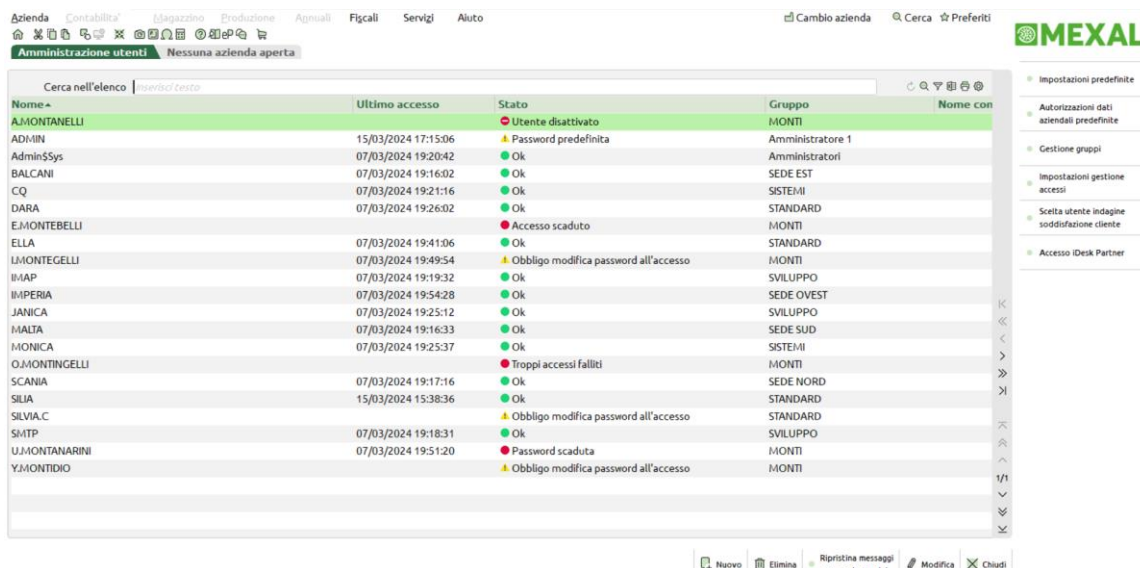 Azienda Contabilita' Magazzino Produzione Annuali Fiscali Servizi Aiuto Cambio azienda Cerca Preferiti
MEXAL
Amministrazione utenti Nessuna azienda aperta
Cerca nell'elenco inserisci testo
Nome Ultimo accesso Stato Gruppo Nome con
A.MONTANELLI Utente disattivato MONTI
ADMIN 15/03/2024 17:15:06 Password predefinita Amministratore 1
Admin$Sys 07/03/2024 19:20:42 Ok Amministratori
BALCANI 07/03/2024 19:16:02 Ok SEDE EST
CQ 07/03/2024 19:21:16 Ok SISTEMI
DARA 07/03/2024 19:26:02 Ok STANDARD
E.MONTEBELLI Accesso scaduto MONTI
ELLA 07/03/2024 19:41:06 Ok STANDARD
I.MONTEGELLI 07/03/2024 19:49:54 Obbligo modifica password all'accesso MONTI
IMAP 07/03/2024 19:19:32 Ok SVILUPPO
IMPERIA 07/03/2024 19:54:28 Ok SEDE OVEST
JANICA 07/03/2024 19:25:12 Ok SVILUPPO
MALTA 07/03/2024 19:16:33 Ok SEDE SUD
MONICA 07/03/2024 19:25:37 Ok SISTEMI
O.MONTINGELLI Troppi accessi falliti MONTI
SCANIA 07/03/2024 19:17:16 Ok SEDE NORD
SILIA 15/03/2024 15:38:36 Ok STANDARD
SILVIA.C Obbligo modifica password all'accesso STANDARD
SMTP 07/03/2024 19:18:31 Ok SVILUPPO
U.MONTANARINI 07/03/2024 19:51:20 Password scaduta MONTI
Y.MONTIDIO Obbligo modifica password all'accesso MONTI
1/1
Impostazioni predefinite
Autorizzazioni dati
aziendali predefinite
Gestione gruppi
Impostazioni gestione
accessi
Scelta utente indagine
soddisfazione cliente
Accesso iDesk Partner
Nuovo Elimina Ripristina messaggi Modifica Chiudi